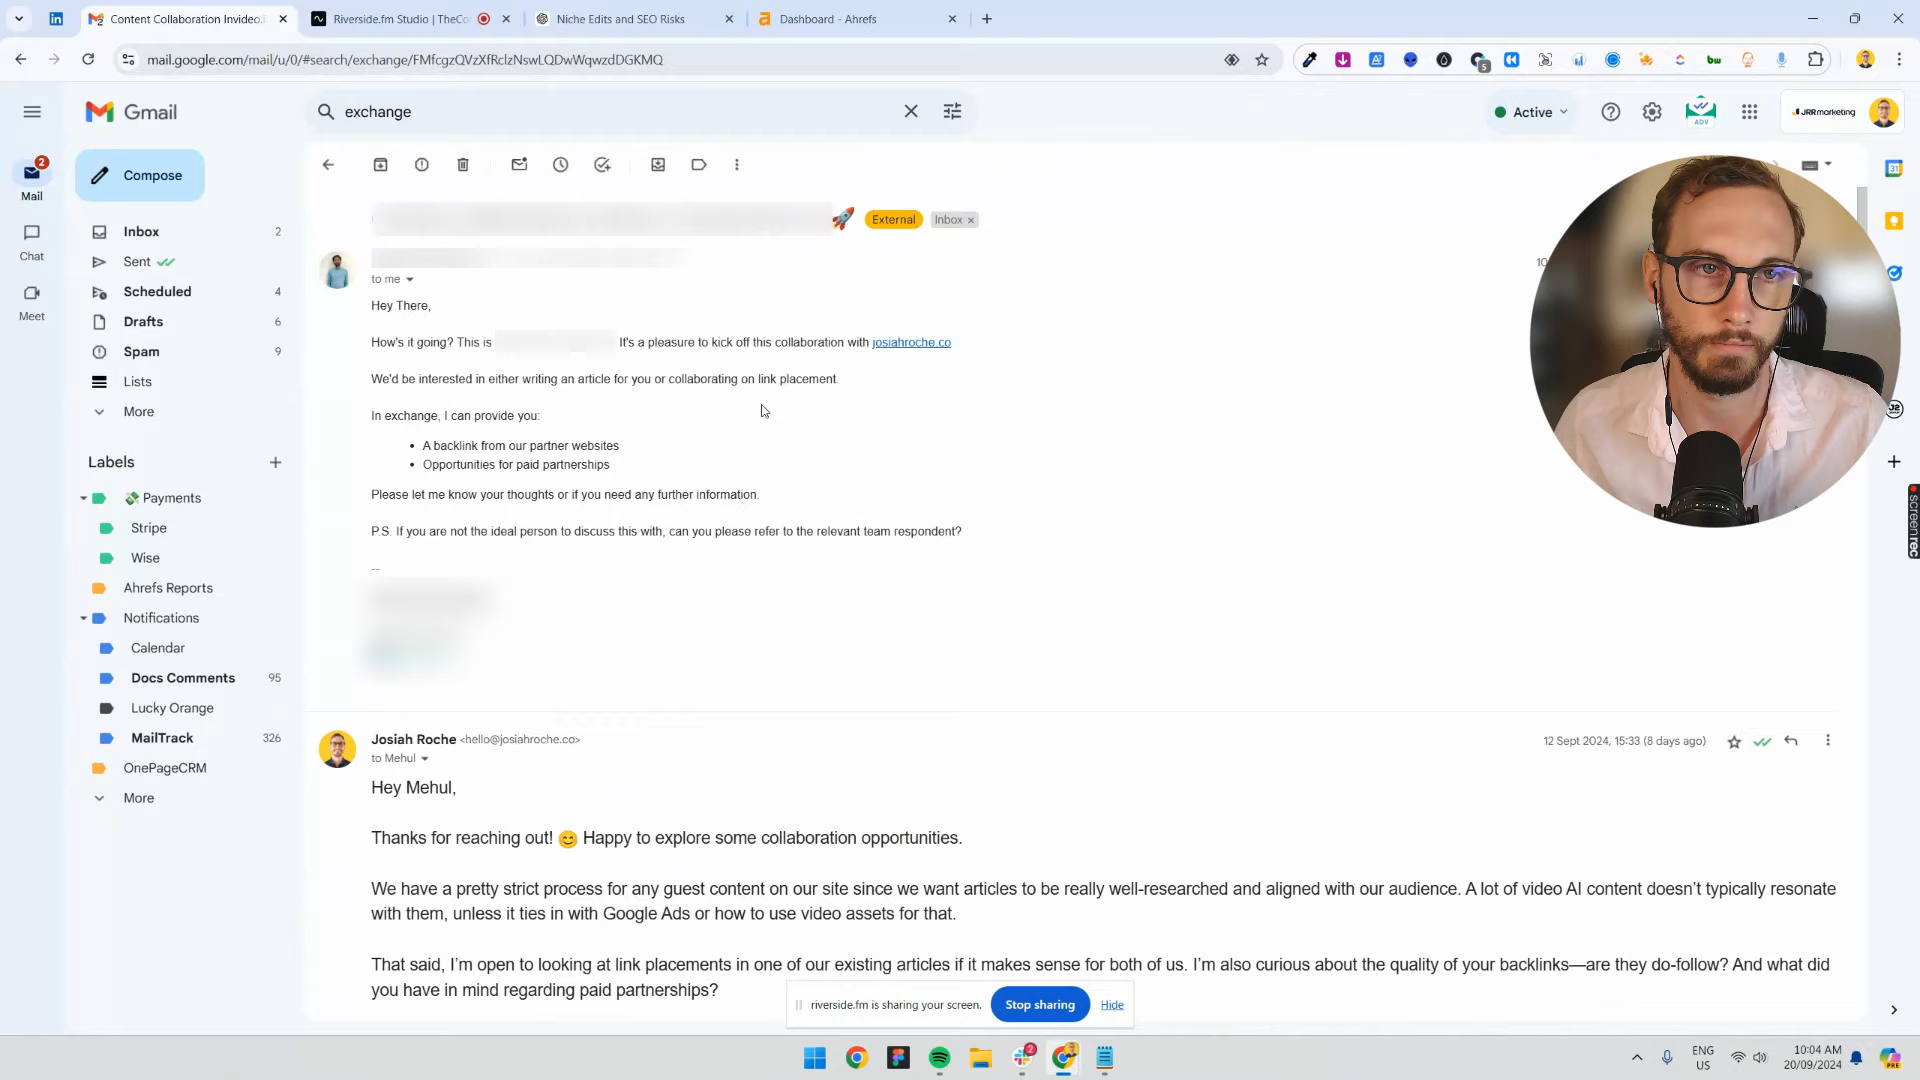 Content Collaboration Invideo.i
Riverside.fm Studio | TheCo
Niche Edits and SEO Risks
Dashboard - Ahrefs
mail.google.com/mail/u/0/#search/exchange/FMfcgzQVzXfRclzNswLQDwWqwzdDGKMQ
Gmail
exchange
Active
ADV
JRRmarketing
2
Mail
Chat
Meet
Compose
Inbox 2
Sent
Scheduled 4
Drafts 6
Spam 9
Lists
More
Labels
💸 Payments
Stripe
Wise
Ahrefs Reports
Notifications
Calendar
Docs Comments 95
Lucky Orange
MailTrack 326
OnePageCRM
More
🚀 External Inbox
10
to me
Hey There,
How's it going? This is
It's a pleasure to kick off this collaboration with josiahroche.co
We'd be interested in either writing an article for you or collaborating on link placement.
In exchange, I can provide you:
• A backlink from our partner websites
• Opportunities for paid partnerships
Please let me know your thoughts or if you need any further information.
P.S. If you are not the ideal person to discuss this with, can you please refer to the relevant team respondent?
--
Josiah Roche <hello@josiahroche.co>
12 Sept 2024, 15:33 (8 days ago)
to Mehul
Hey Mehul,
Thanks for reaching out! 😊 Happy to explore some collaboration opportunities.
We have a pretty strict process for any guest content on our site since we want articles to be really well-researched and aligned with our audience. A lot of video AI content doesn't typically resonate
with them, unless it ties in with Google Ads or how to use video assets for that.
That said, I'm open to looking at link placements in one of our existing articles if it makes sense for both of us. I'm also curious about the quality of your backlinks—are they do-follow? And what did
you have in mind regarding paid partnerships?
riverside.fm is sharing your screen. Stop sharing Hide
screenrec
ENG
US
10:04 AM
20/09/2024